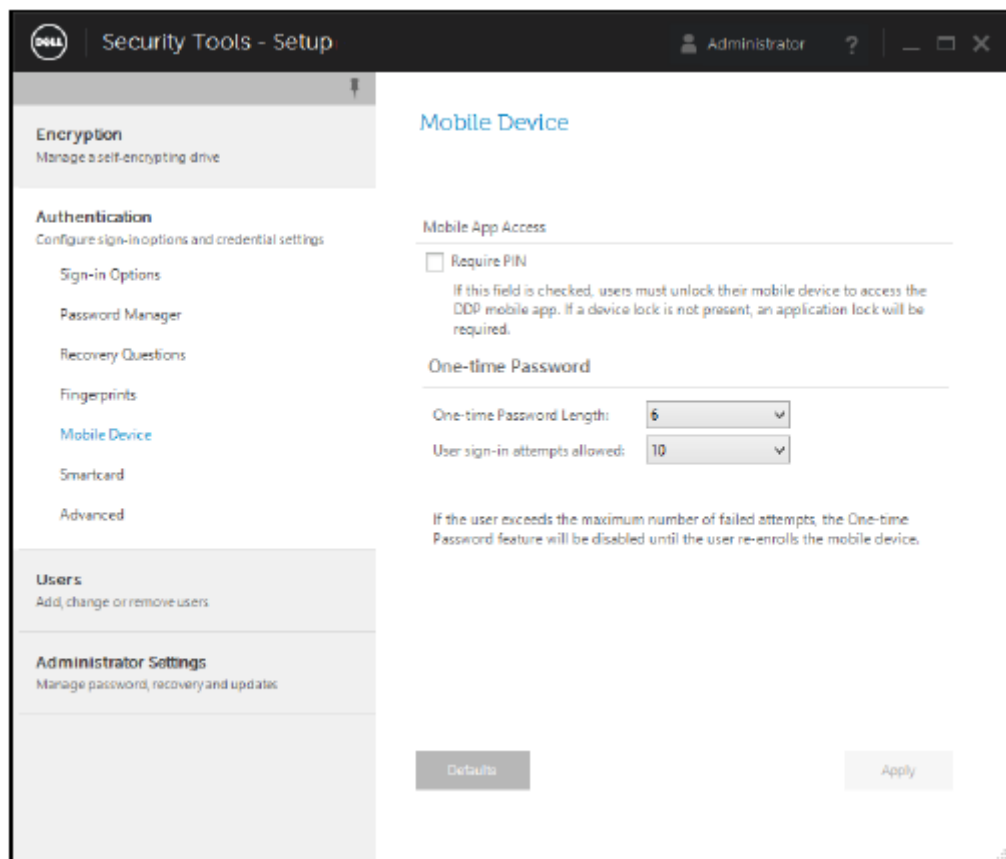 DELL
Security Tools - Setup
Administrator
?
Encryption
Manage a self-encrypting drive
Authentication
Configure sign-in options and credential settings
Sign-in Options
Password Manager
Recovery Questions
Fingerprints
Mobile Device
Smartcard
Advanced
Users
Add, change or remove users
Administrator Settings
Manage password, recovery and updates
Mobile Device
Mobile App Access
Require PIN
If this field is checked, users must unlock their mobile device to access the
DDP mobile app. If a device lock is not present, an application lock will be
required.
One-time Password
One-time Password Length: 6
User sign-in attempts allowed: 10
If the user exceeds the maximum number of failed attempts, the One-time
Password feature will be disabled until the user re-enrolls the mobile device.
Defaults
Apply